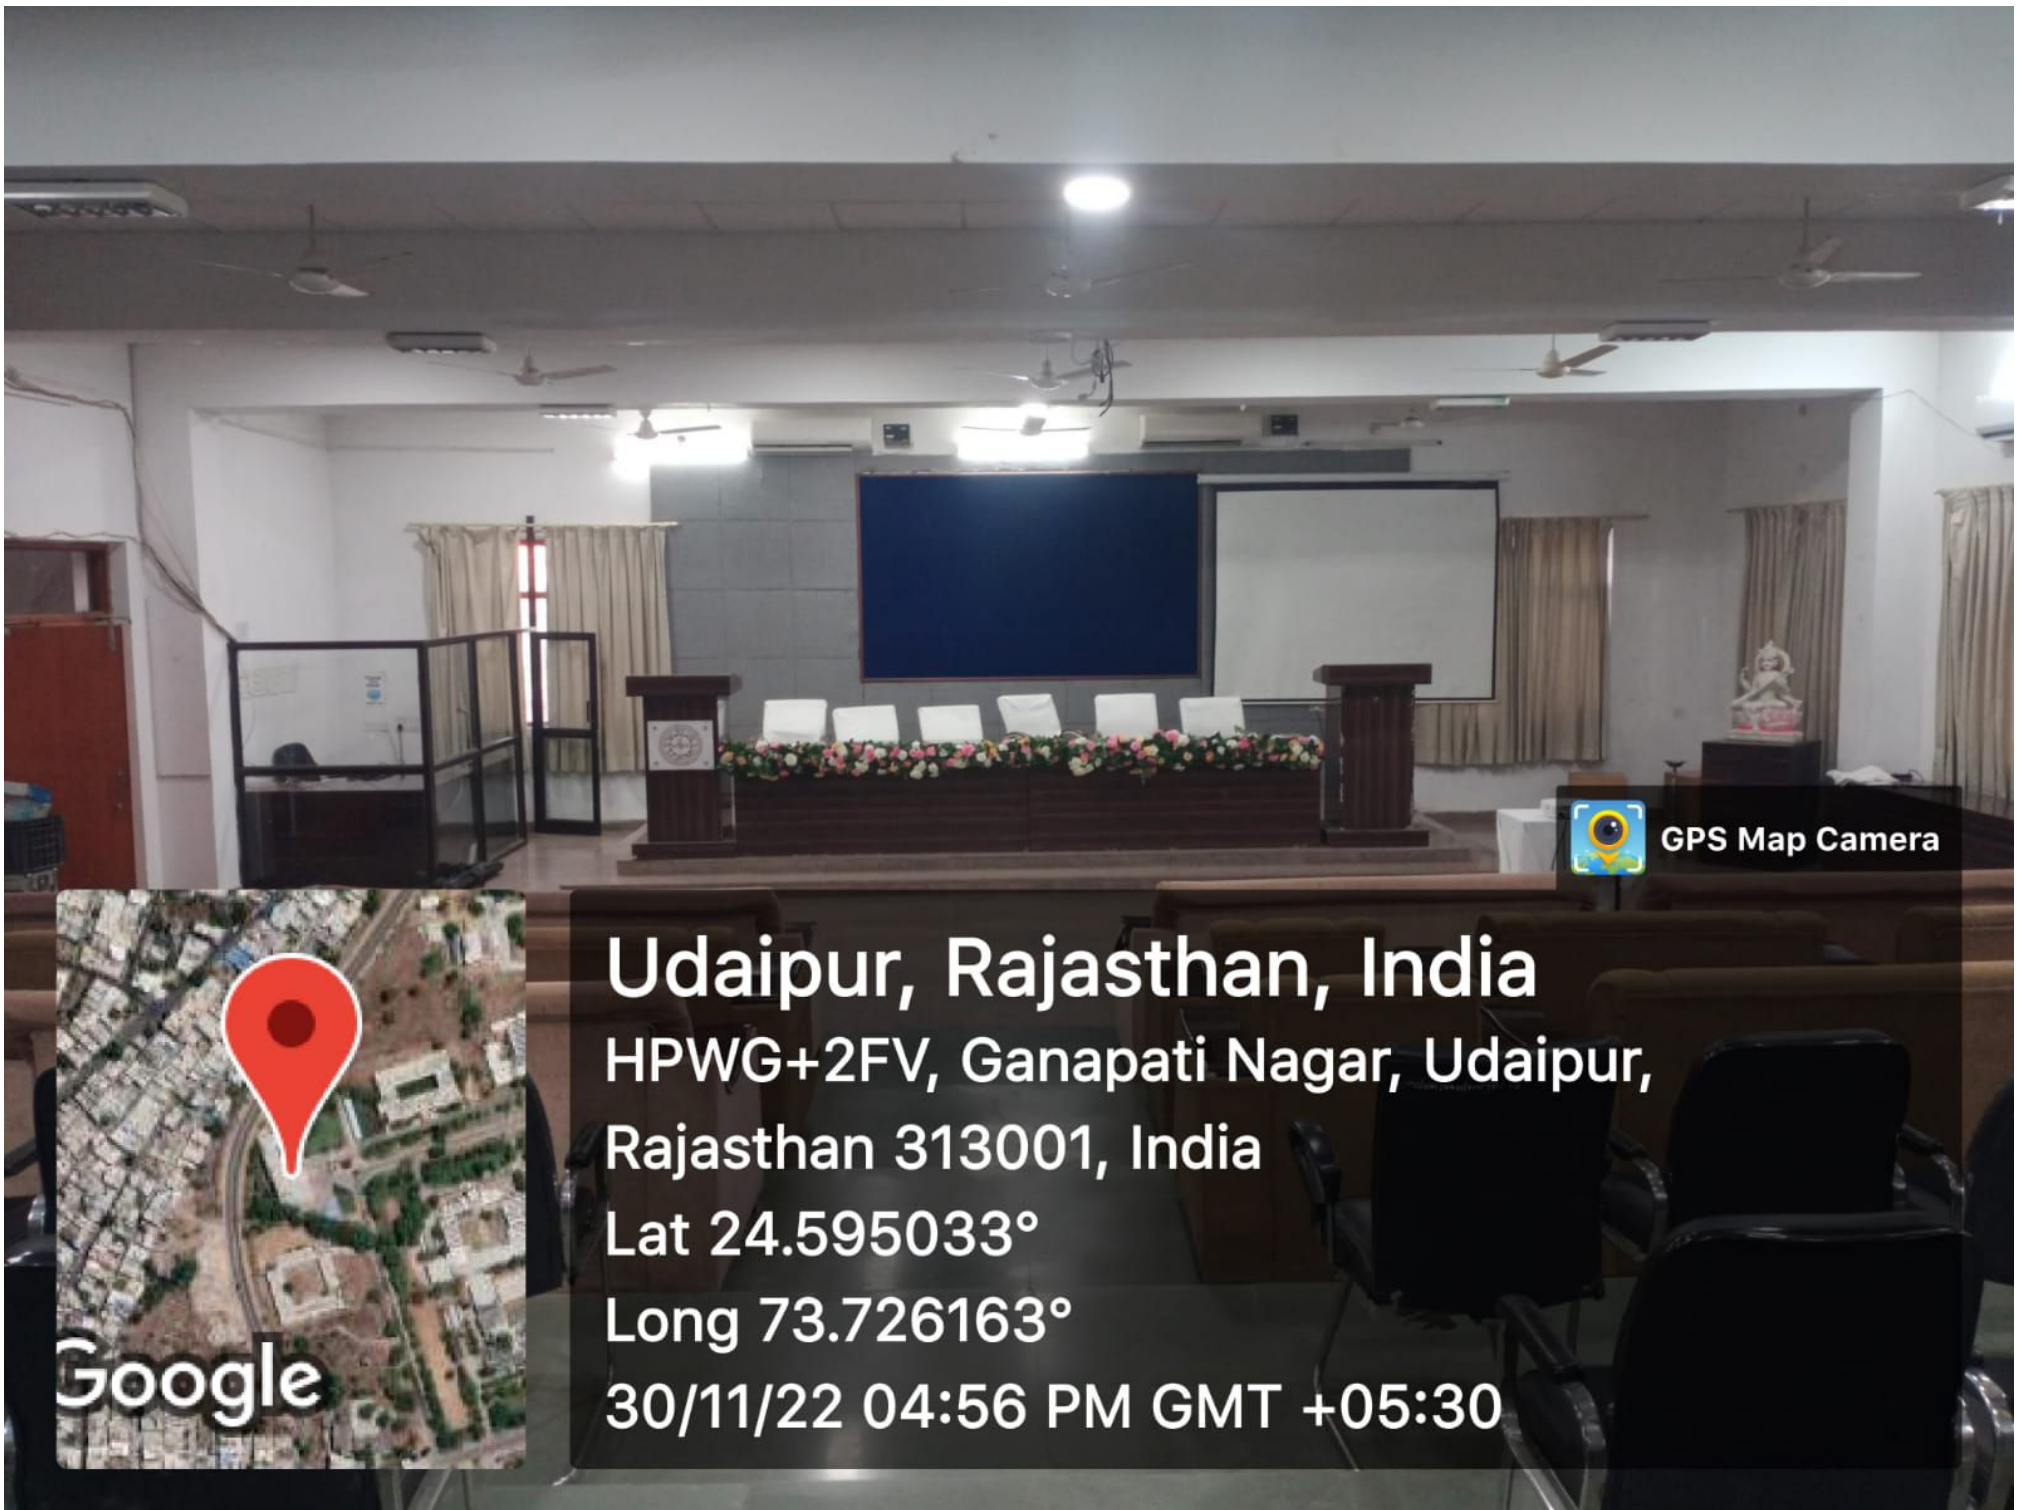 GPS Map Camera
Udaipur, Rajasthan, India
HPWG+2FV, Ganapati Nagar, Udaipur,
Rajasthan 313001, India
Lat 24.595033°
Long 73.726163°
30/11/22 04:56 PM GMT +05:30
Google